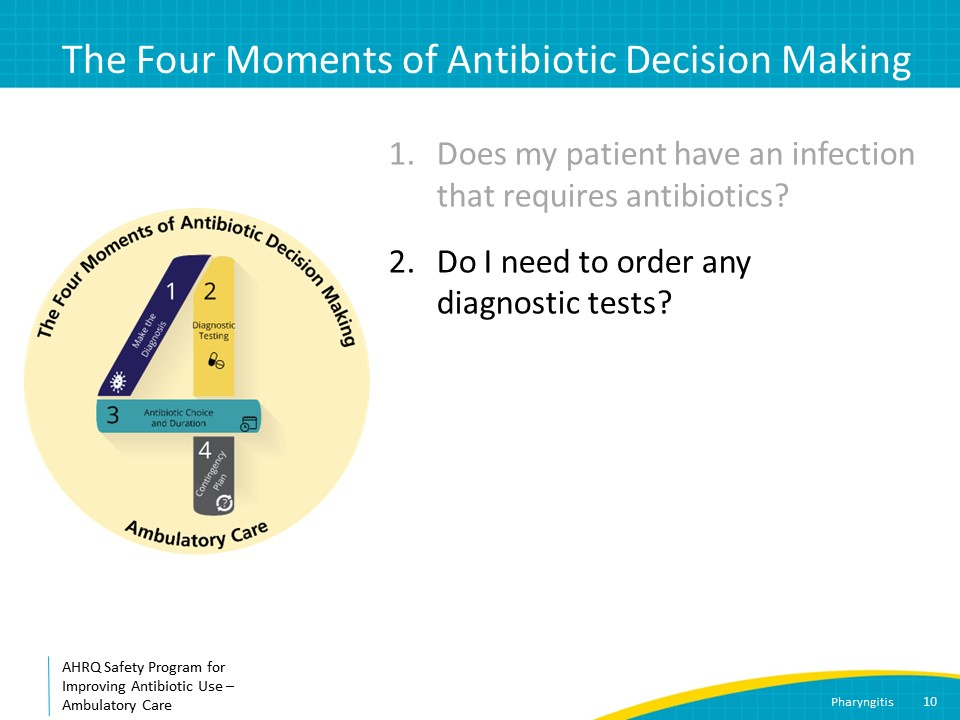 The Four Moments of Antibiotic Decision Making
1. Does my patient have an infection
that requires antibiotics?
2. Do I need to order any
diagnostic tests?
The Four Moments of Antibiotic Decision Making
1
Make the
Diagnosis
2
Diagnostic
Testing
3
Antibiotic Choice
and Duration
4
Contingency
Plan
?
Ambulatory Care
AHRQ Safety Program for
Improving Antibiotic Use –
Ambulatory Care
Pharyngitis 10